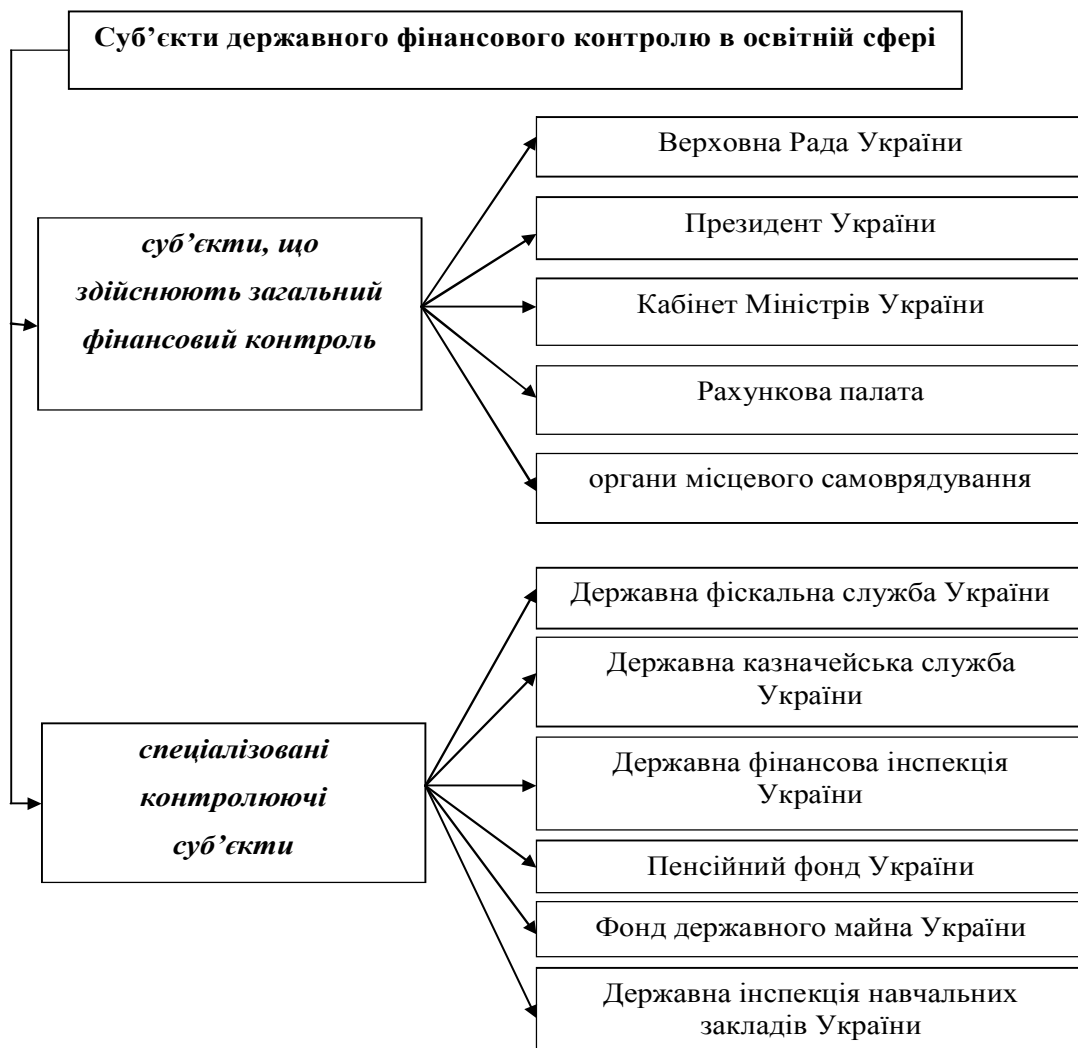 Суб’єкти державного фінансового контролю в освітній сфері
суб’єкти, що
здійснюють загальний
фінансовий контроль
Верховна Рада України
Президент України
Кабінет Міністрів України
Рахункова палата
органи місцевого самоврядування
спеціалізовані
контролюючі
суб’єкти
Державна фіскальна служба України
Державна казначейська служба
України
Державна фінансова інспекція
України
Пенсійний фонд України
Фонд державного майна України
Державна інспекція навчальних
закладів України